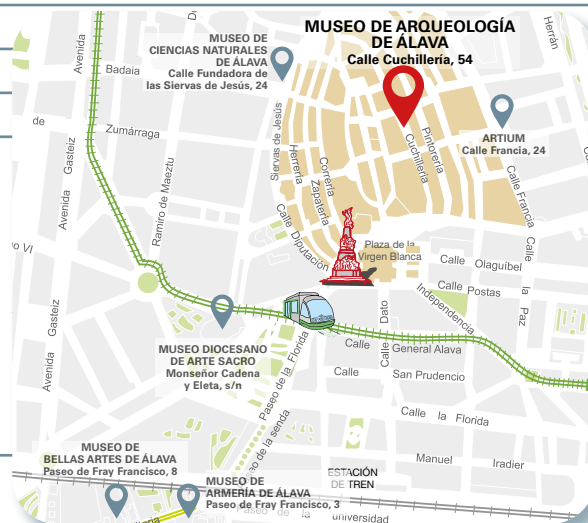 MUSEO DE ARQUEOLOGÍA
DE ÁLAVA
Calle Cuchillería, 54
MUSEO DE
CIENCIAS NATURALES
DE ÁLAVA
Calle Fundadora de
las Siervas de Jesús, 24
ARTIUM
Calle Francia, 24
Avenida
Badaia
de
Zumárraga
Gasteiz
Avenida
Ramiro de Maeztu
Siervas de Jesús
Herrería
Zapatería
Correría
Cuchillería
Pintorería
Herrán
Calle Francia
Calle Diputación
Plaza de la
Virgen Blanca
Calle Olaguíbel
Calle Postas
Independencia
Calle
la
Paz
VI
Gasteiz
Avenida
MUSEO DIOCESANO
DE ARTE SACRO
Monseñor Cadena
y Eleta, s/n
Calle Dato
Calle General Alava
Calle San Prudencio
Paseo de la Florida
Calle la Florida
de la senda
Manuel Iradier
MUSEO DE
BELLAS ARTES DE ÁLAVA
Paseo de Fray Francisco, 8
MUSEO DE
ARMERÍA DE ÁLAVA
Paseo de Fray Francisco, 3
ESTACIÓN
DE TREN
Paseo de la universidad